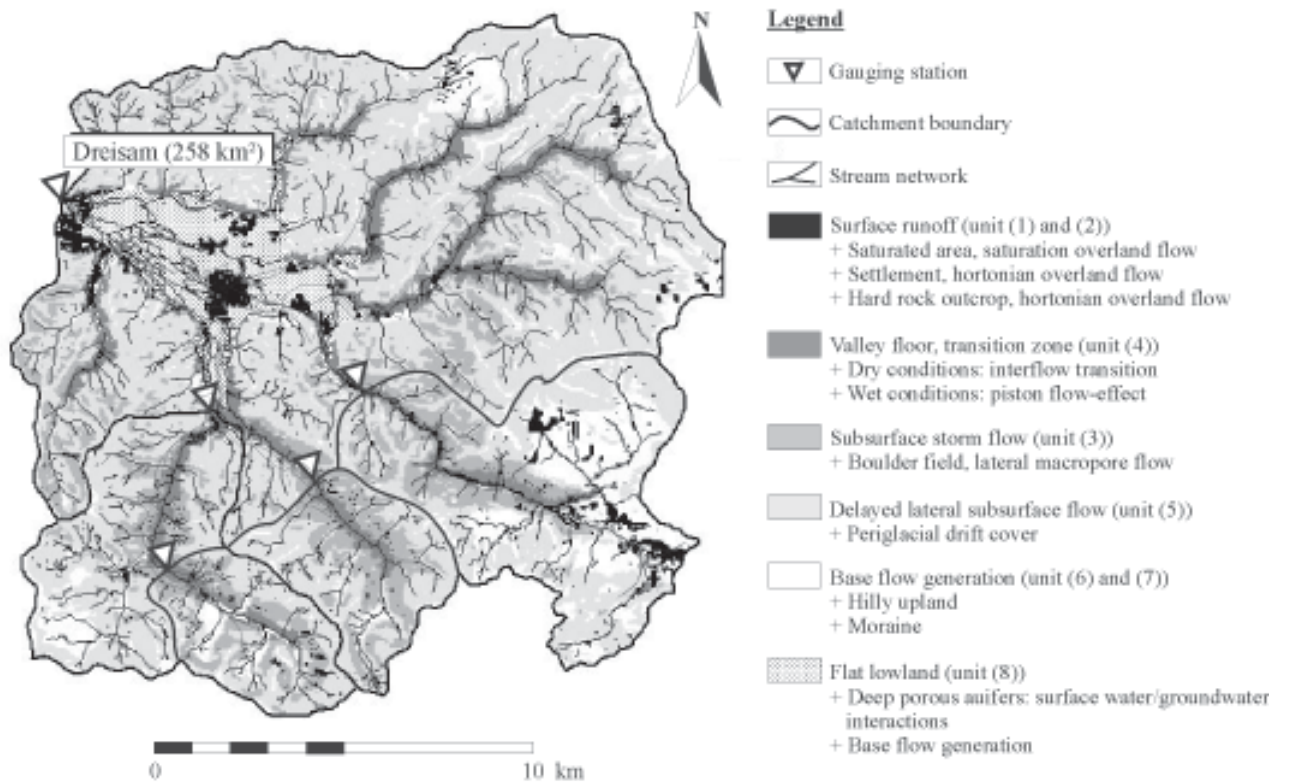 Legend
N
Gauging station
Catchment boundary
Dreisam (258 km²)
Stream network
Surface runoff (unit (1) and (2))
+ Saturated area, saturation overland flow
+ Settlement, hortonian overland flow
+ Hard rock outcrop, hortonian overland flow
Valley floor, transition zone (unit (4))
+ Dry conditions: interflow transition
+ Wet conditions: piston flow-effect
Subsurface storm flow (unit (3))
+ Boulder field, lateral macropore flow
Delayed lateral subsurface flow (unit (5))
+ Periglacial drift cover
Base flow generation (unit (6) and (7))
+ Hilly upland
+ Moraine
Flat lowland (unit (8))
+ Deep porous auifers: surface water/groundwater
interactions
+ Base flow generation
0
10 km